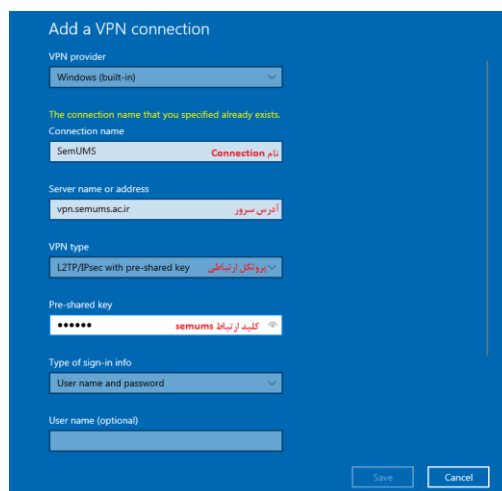 Add a VPN connection
VPN provider
Windows (built-in)
The connection name that you specified already exists.
Connection name
SemUMS نام Connection
Server name or address
vpn.semums.ac.ir آدرس سرور
VPN type
L2TP/IPsec with pre-shared key پروتکل ارتباطی
Pre-shared key
•••••• کلید ارتباط semums
Type of sign-in info
User name and password
User name (optional)
Save Cancel